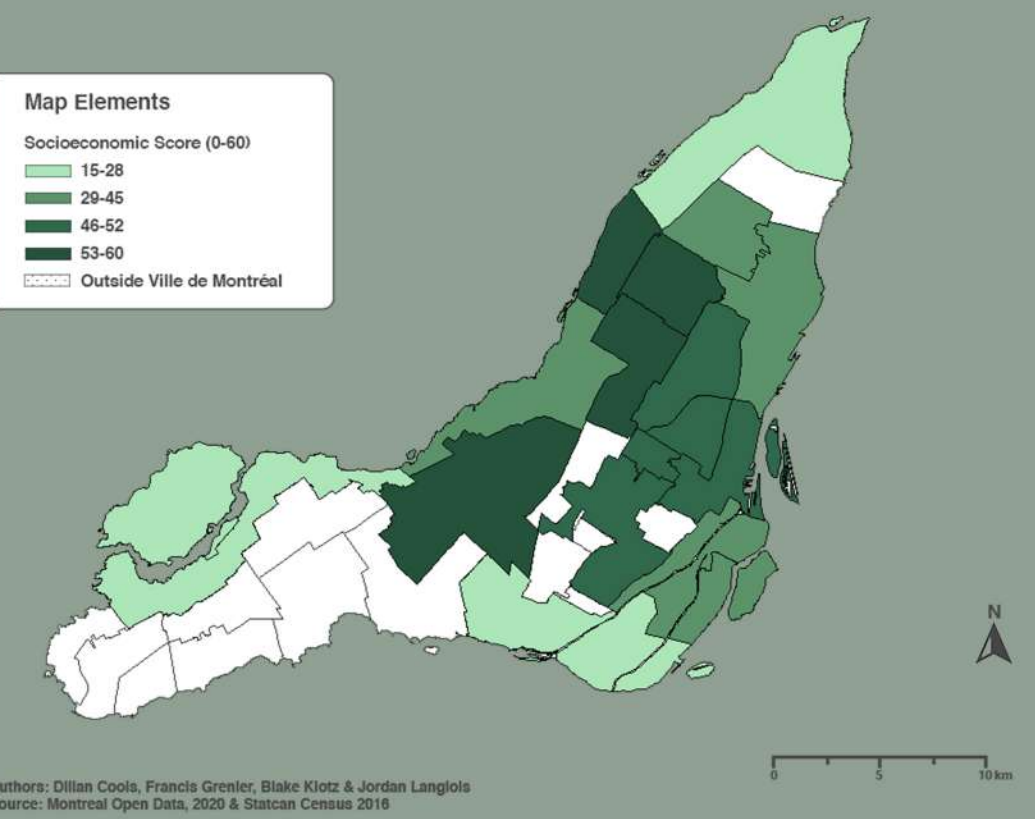 Map Elements
Socioeconomic Score (0-60)
15-28
29-45
46-52
53-60
Outside Ville de Montréal
N
0 5 10 km
uthors: Dillan Cools, Francis Grenier, Blake Klotz & Jordan Langlois
ource: Montreal Open Data, 2020 & Statcan Census 2016